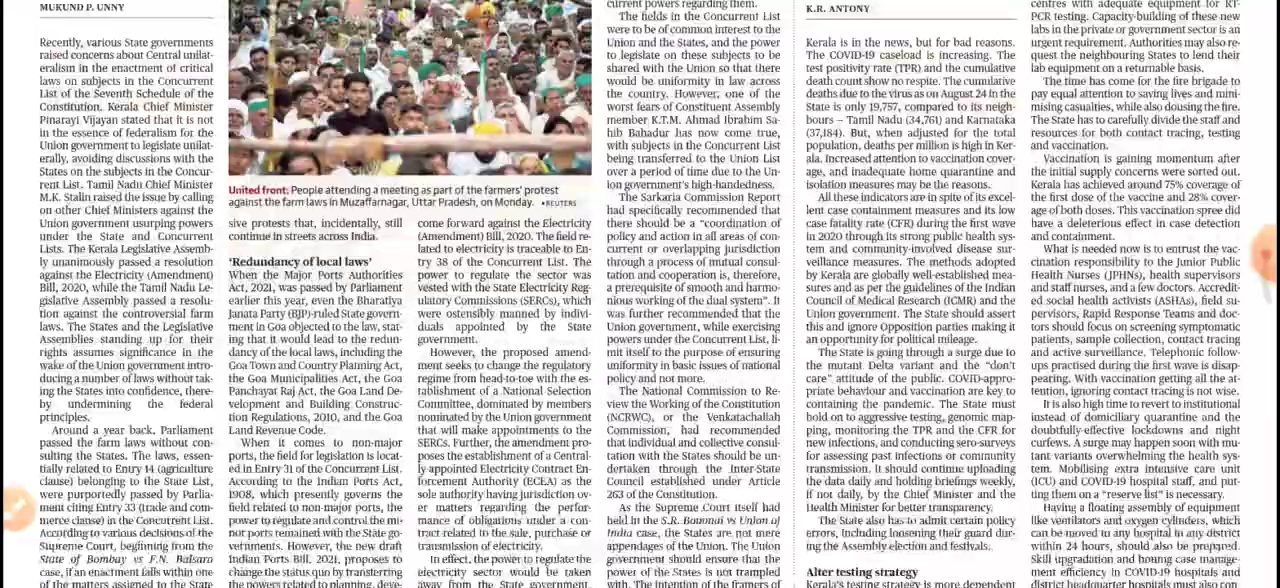 MUKUND P. UNNY
Recently, various State governments
raised concerns about Central unilat-
eralism in the enactment of critical
laws on subjects in the Concurrent
List of the Seventh Schedule of the
Constitution. Kerala Chief Minister
Pinarayi Vijayan stated that it is not
in the essence of federalism for the
Union government to legislate unilat-
erally, avoiding discussions with the
States on the subjects in the Concur-
rent List. Tamil Nadu Chief Minister
M.K. Stalin raised the issue by calling
on other Chief Ministers against the
Union government usurping powers
under the State and Concurrent
Lists. The Kerala Legislative Assemb-
ly unanimously passed a resolution
against the Electricity (Amendment)
Bill, 2020, while the Tamil Nadu Le-
gislative Assembly passed a resolu-
tion against the controversial farm
laws. The States and the Legislative
Assemblies standing up for their
rights assumes significance in the
wake of the Union government intro-
ducing a number of laws without tak-
ing the States into confidence, there-
by undermining the federal
principles.
Around a year back, Parliament
passed the farm laws without con-
sulting the States. The laws, essen-
tially related to Entry 14 (agriculture
clause) belonging to the State List,
were purportedly passed by Parlia-
ment citing Entry 33 (trade and com-
merce clause) in the Concurrent List.
According to various decisions of the
Supreme Court, beginning from the
State of Bombay vs F.N. Balsara
case, if an enactment falls within one
of the matters assigned to the State
United front: People attending a meeting as part of the farmers' protest
against the farm laws in Muzaffarnagar, Uttar Pradesh, on Monday. •REUTERS
sive protests that, incidentally, still
continue in streets across India.
'Redundancy of local laws'
When the Major Ports Authorities
Act, 2021, was passed by Parliament
earlier this year, even the Bharatiya
Janata Party (BJP)-ruled State govern-
ment in Goa objected to the law, stat-
ing that it would lead to the redun-
dancy of the local laws, including the
Goa Town and Country Planning Act,
the Goa Municipalities Act, the Goa
Panchayat Raj Act, the Goa Land De-
velopment and Building Construc-
tion Regulations, 2010, and the Goa
Land Revenue Code.
When it comes to non-major
ports, the field for legislation is locat-
ed in Entry 31 of the Concurrent List.
According to the Indian Ports Act,
1908, which presently governs the
field related to non-major ports, the
power to regulate and control the mi-
nor ports remained with the State go-
vernments. However, the new draft
Indian Ports Bill, 2021, proposes to
change the status quo by transferring
the powers related to planning, deve-
come forward against the Electricity
(Amendment) Bill, 2020. The field re-
lated to electricity is traceable to En-
try 38 of the Concurrent List. The
power to regulate the sector was
vested with the State Electricity Reg-
ulatory Commissions (SERCs), which
were ostensibly manned by indivi-
duals appointed by the State
government.
However, the proposed amend-
ment seeks to change the regulatory
regime from head-to-toe with the es-
tablishment of a National Selection
Committee, dominated by members
nominated by the Union government
that will make appointments to the
SERCs. Further, the amendment pro-
poses the establishment of a Central-
ly appointed Electricity Contract En-
forcement Authority (ECEA) as the
sole authority having jurisdiction ov-
er matters regarding the perfor-
mance of obligations under a con-
tract related to the sale, purchase or
transmission of electricity.
In effect, the power to regulate the
electricity sector would be taken
away from the State government.
current powers regarding them.
The fields in the Concurrent List
were to be of common interest to the
Union and the States, and the power
to legislate on these subjects to be
shared with the Union so that there
would be uniformity in law across
the country. However, one of the
worst fears of Constituent Assembly
member K.T.M. Ahmad Ibrahim Sa-
hib Bahadur has now come true,
with subjects in the Concurrent List
being transferred to the Union List
over a period of time due to the Un-
ion government's high-handedness.
The Sarkaria Commission Report
had specifically recommended that
there should be a "coordination of
policy and action in all areas of con-
current or overlapping jurisdiction
through a process of mutual consul-
tation and cooperation is, therefore,
a prerequisite of smooth and harmo-
nious working of the dual system". It
was further recommended that the
Union government, while exercising
powers under the Concurrent List, li-
mit itself to the purpose of ensuring
uniformity in basic issues of national
policy and not more.
The National Commission to Re-
view the Working of the Constitution
(NCRWC), or the Venkatachaliah
Commission, had recommended
that individual and collective consul-
tation with the States should be un-
dertaken through the Inter-State
Council established under Article
263 of the Constitution.
As the Supreme Court itself had
held in the S.R. Bommai vs Union of
India case, the States are not mere
appendages of the Union. The Union
government should ensure that the
power of the States is not trampled
with. The intention of the framers of
K.R. ANTONY
Kerala is in the news, but for bad reasons.
The COVID-19 caseload is increasing. The
test positivity rate (TPR) and the cumulative
death count show no respite. The cumulative
deaths due to the virus as on August 24 in the
State is only 19,757, compared to its neigh-
bours – Tamil Nadu (34,761) and Karnataka
(37,184). But, when adjusted for the total
population, deaths per million is high in Ker-
ala. Increased attention to vaccination cover-
age, and inadequate home quarantine and
isolation measures may be the reasons.
All these indicators are in spite of its excel-
lent case containment measures and its low
case fatality rate (CFR) during the first wave
in 2020 through its strong public health sys-
tem and community-involved disease sur-
veillance measures. The methods adopted
by Kerala are globally well-established mea-
sures and as per the guidelines of the Indian
Council of Medical Research (ICMR) and the
Union government. The State should assert
this and ignore Opposition parties making it
an opportunity for political mileage.
The State is going through a surge due to
the mutant Delta variant and the "don't
care" attitude of the public. COVID-appro-
priate behaviour and vaccination are key to
containing the pandemic. The State must
hold on to aggressive testing, genomic map-
ping, monitoring the TPR and the CFR for
new infections, and conducting sero-surveys
for assessing past infections or community
transmission. It should continue uploading
the data daily and holding briefings weekly,
if not daily, by the Chief Minister and the
Health Minister for better transparency.
The State also has to admit certain policy
errors, including loosening their guard dur-
ing the Assembly election and festivals.
Alter testing strategy
Kerala's testing strategy is more dependent
centres with adequate equipment for RT-
PCR testing. Capacity-building of these new
labs in the private or government sector is an
urgent requirement. Authorities may also re-
quest the neighbouring States to lend their
lab equipment on a returnable basis.
The time has come for the fire brigade to
pay equal attention to saving lives and mini-
mising casualties, while also dousing the fire.
The State has to carefully divide the staff and
resources for both contact tracing, testing
and vaccination.
Vaccination is gaining momentum after
the initial supply concerns were sorted out.
Kerala has achieved around 75% coverage of
the first dose of the vaccine and 28% cover-
age of both doses. This vaccination spree did
have a deleterious effect in case detection
and containment.
What is needed now is to entrust the vac-
cination responsibility to the Junior Public
Health Nurses (JPHNs), health supervisors
and staff nurses, and a few doctors. Accredit-
ed social health activists (ASHAs), field su-
pervisors, Rapid Response Teams and doc-
tors should focus on screening symptomatic
patients, sample collection, contact tracing
and active surveillance. Telephonic follow-
ups practised during the first wave is disap-
pearing. With vaccination getting all the at-
tention, ignoring contact tracing is not wise.
It is also high time to revert to institutional
instead of domiciliary quarantine and the
doubtfully-effective lockdowns and night
curfews. A surge may happen soon with mu-
tant variants overwhelming the health sys-
tem. Mobilising extra intensive care unit
(ICU) and COVID-19 hospital staff, and put-
ting them on a "reserve list" is necessary.
Having a floating assembly of equipment
like ventilators and oxygen cylinders, which
can be moved to any hospital in any district
within 24 hours, should also be prepared.
Skill upgradation and honing case manage-
ment efficiency in COVID-19 hospitals and
district headquarter hospitals must also con-